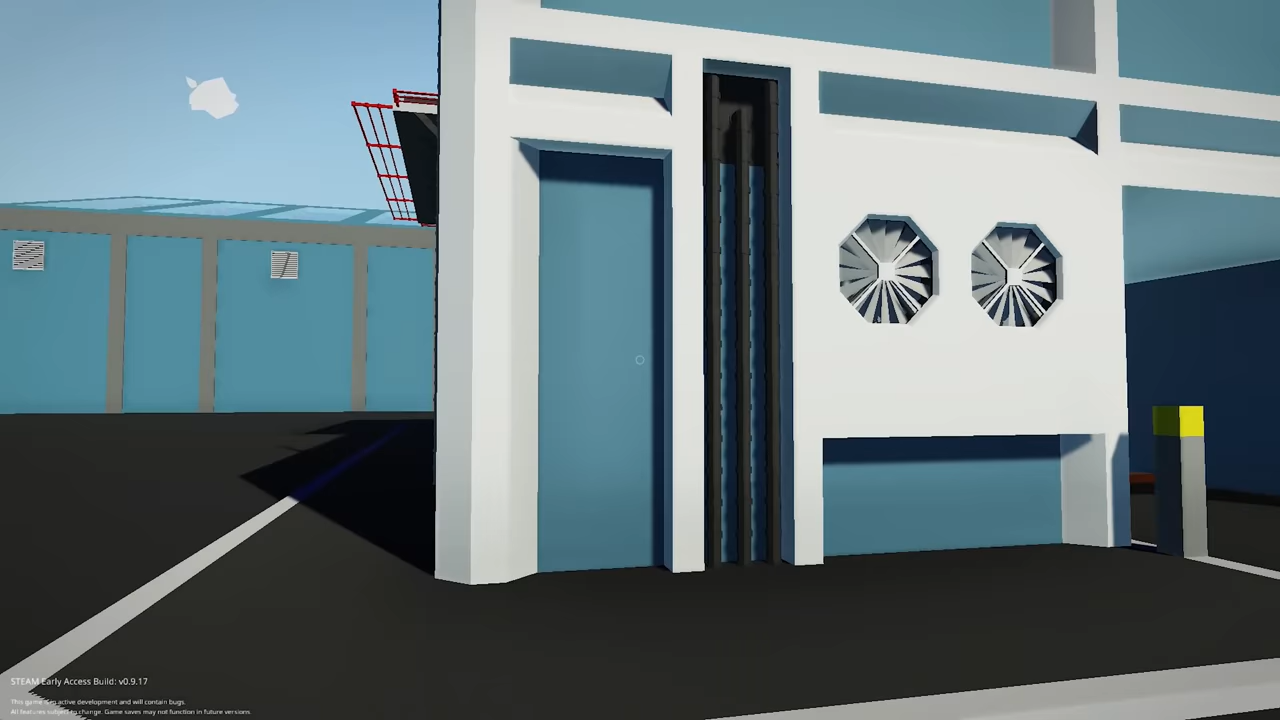 STEAM Early Access Build: v0.9.17
This game is in active development and will contain bugs.
All features subject to change. Game saves may not function in future versions.